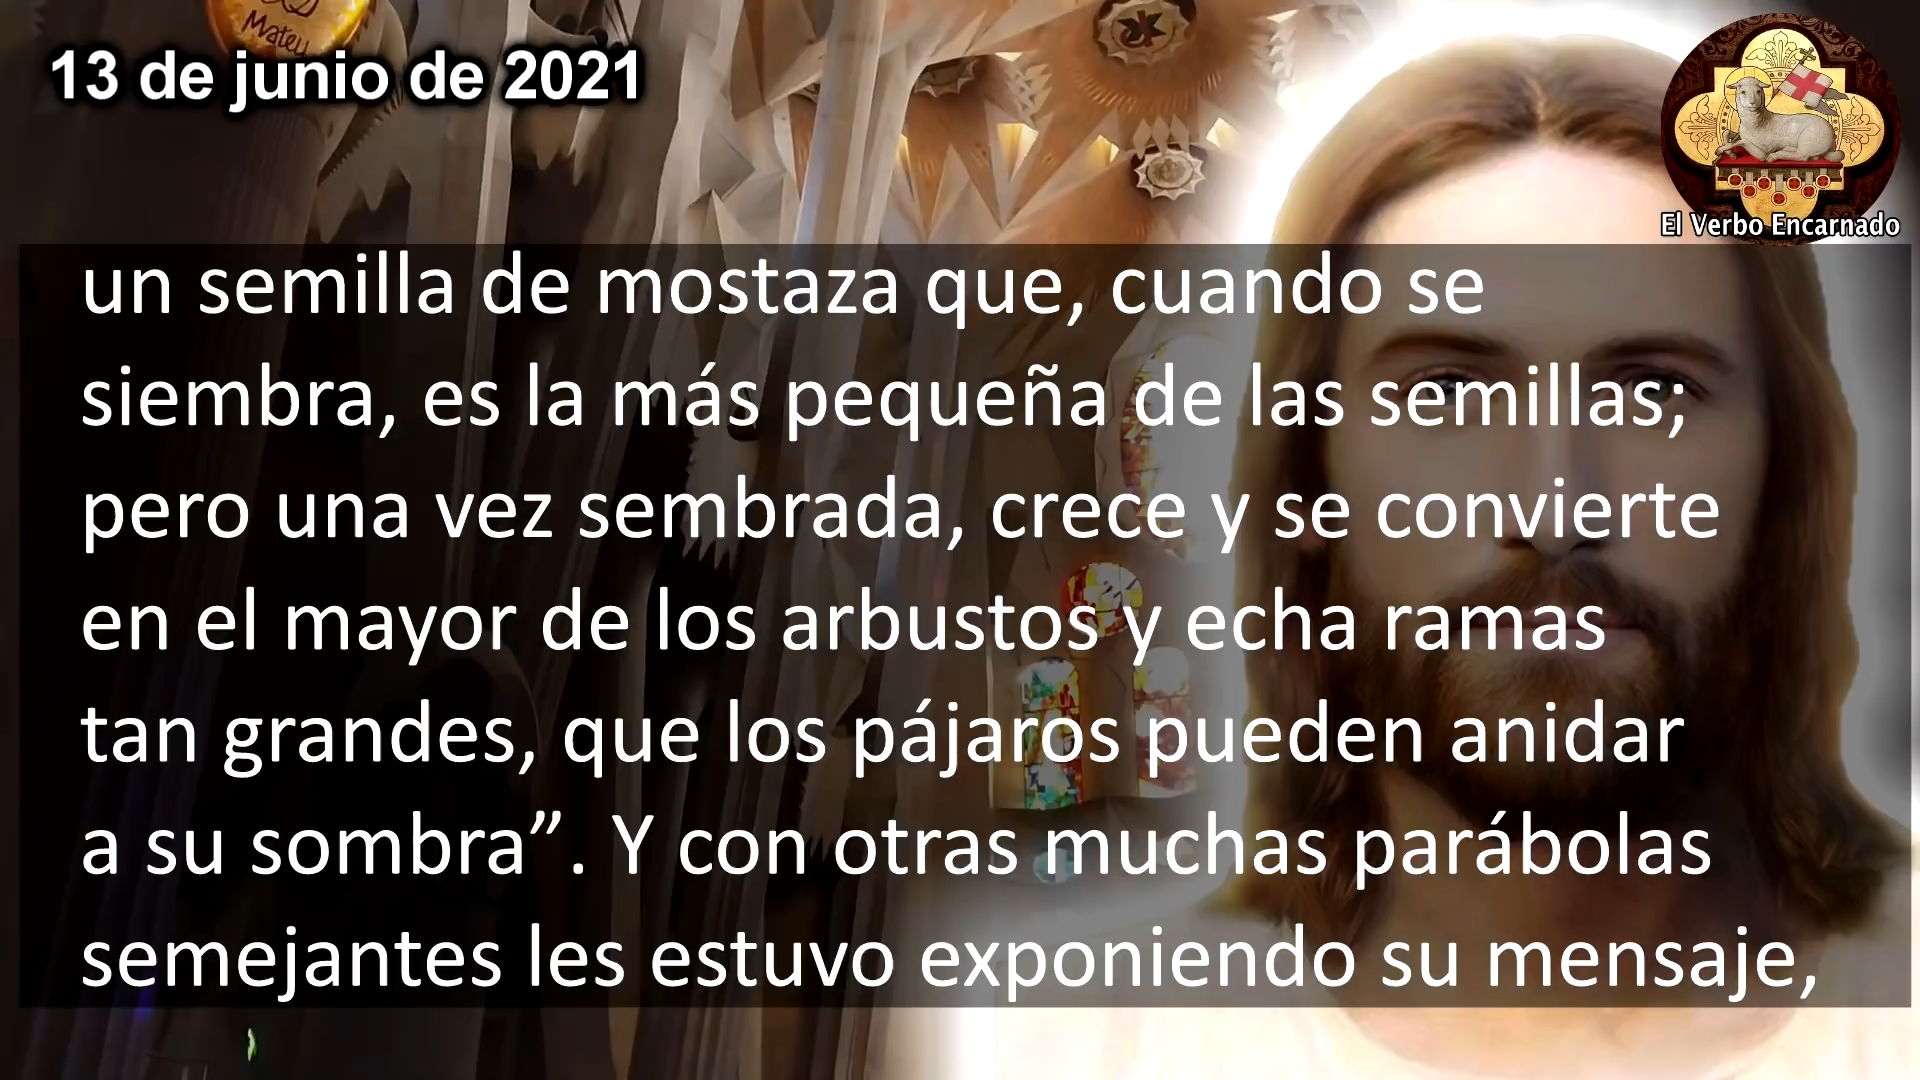 Mateu
13 de junio de 2021
El Verbo Encarnado
un semilla de mostaza que, cuando se
siembra, es la más pequeña de las semillas;
pero una vez sembrada, crece y se convierte
en el mayor de los arbustos y echa ramas
tan grandes, que los pájaros pueden anidar
a su sombra”. Y con otras muchas parábolas
semejantes les estuvo exponiendo su mensaje,